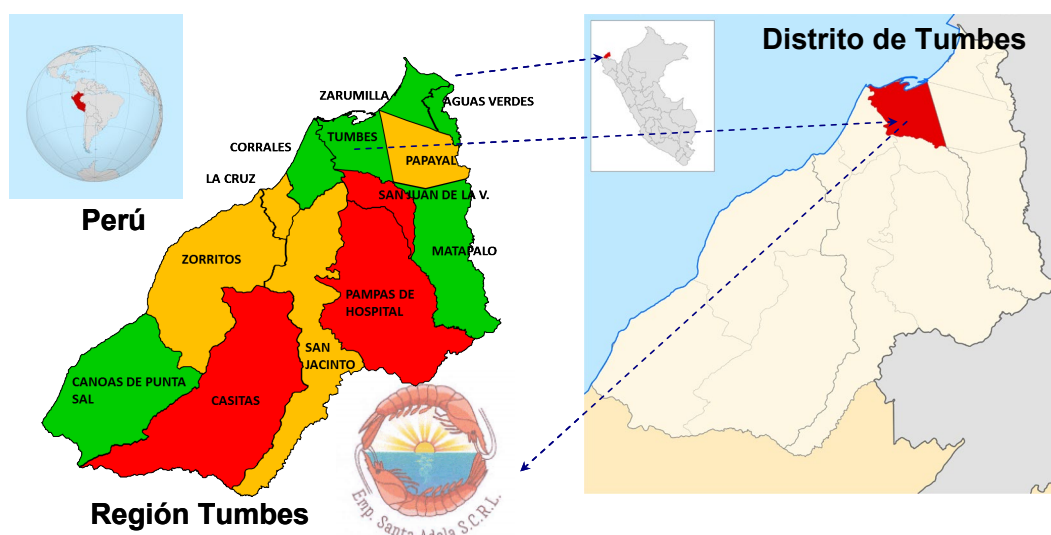 Distrito de Tumbes
ZARUMILLA
AGUAS VERDES
TUMBES
CORRALES
PAPAYAL
LA CRUZ
SAN JUAN DE LA V.
Perú
MATAPALO
ZORRITOS
PAMPAS DE
HOSPITAL
SAN
JACINTO
CANOAS DE PUNTA
SAL
CASITAS
Emp. Santa Adela S.C.R.L.
Región Tumbes